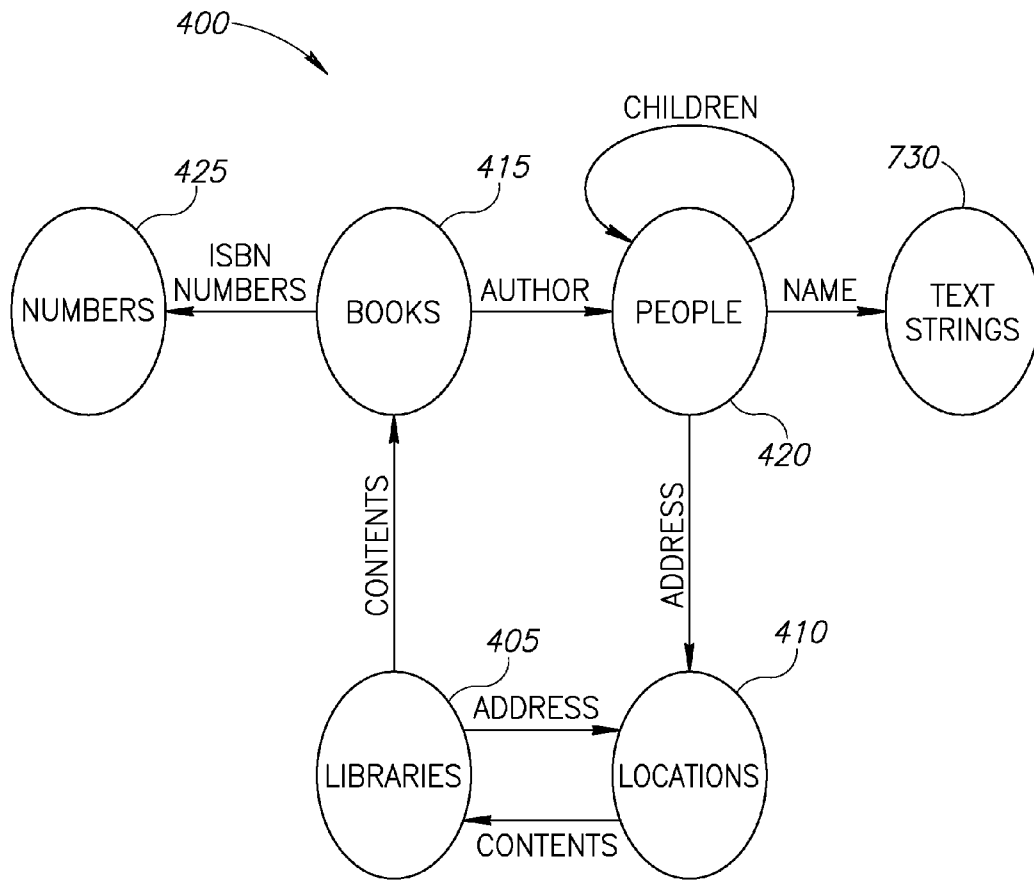 400
CHILDREN
425
415
730
ISBN
NUMBERS
NUMBERS
BOOKS
AUTHOR
PEOPLE
NAME
TEXT
STRINGS
420
CONTENTS
ADDRESS
405
410
ADDRESS
LIBRARIES
LOCATIONS
CONTENTS